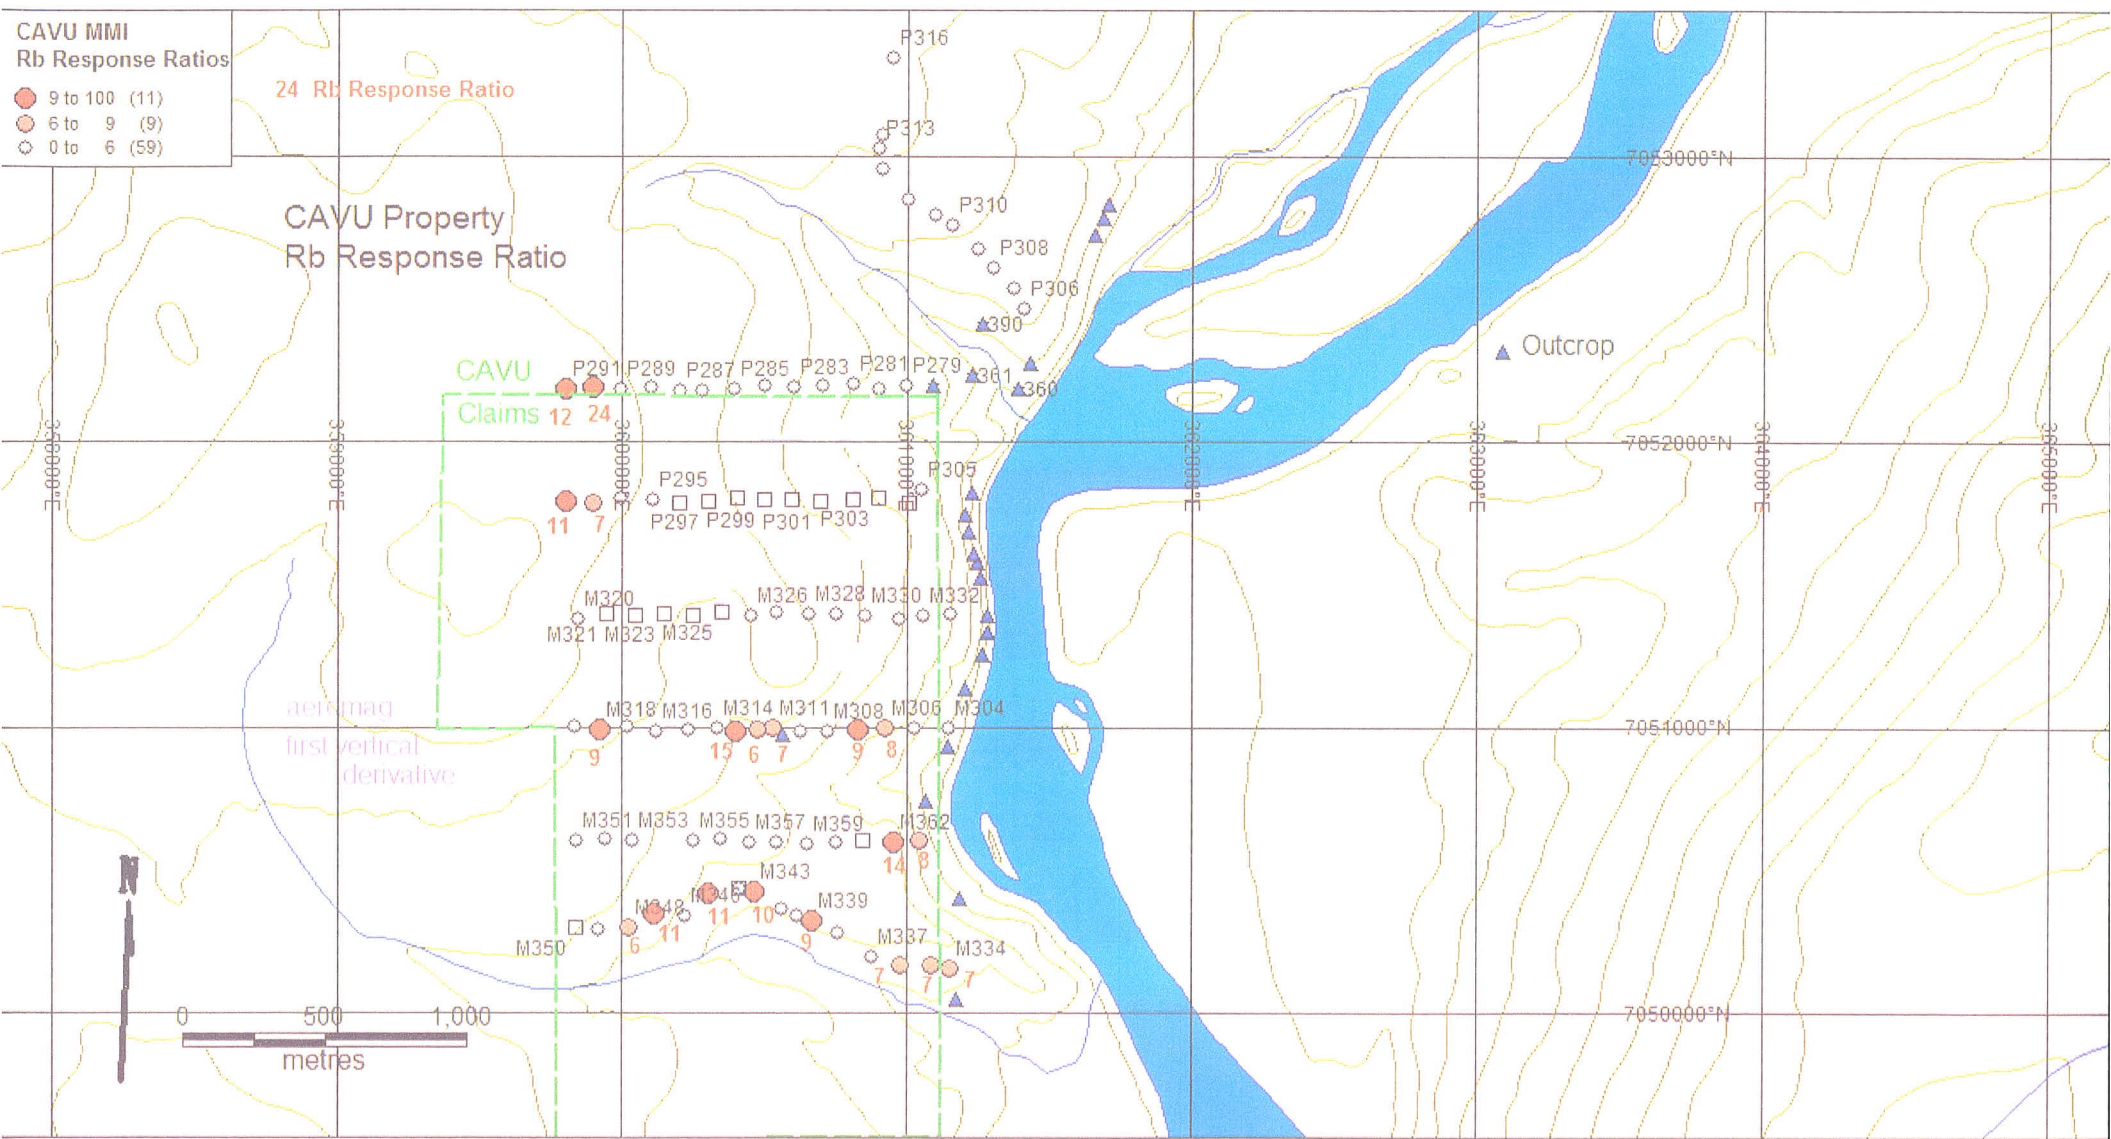 CAVU MMI
Rb Response Ratios
9 to 100 (11)
6 to 9 (9)
0 to 6 (59)
24 Rb Response Ratio
CAVU Property
Rb Response Ratio
P316
P313
7053000°N
P310
P308
P306
390
Outcrop
CAVU
Claims
P291 P289 P287 P285 P283 P281 P279 361 360
12 24
7052000°N
P305
P295
P297 P299 P301 P303
11 7
M320 M326 M328 M330 M332
M321 M323 M325
aeromag
first vertical
derivative
M318 M316 M314 M311 M308 M306 M304
7051000°N
9 15 6 7 9 8
M351 M353 M355 M357 M359 M362
14 8
M343
M348 M339
11 10
6 11 9
M350
M337 M334
7 7 7
N
0 500 1,000
metres
7050000°N